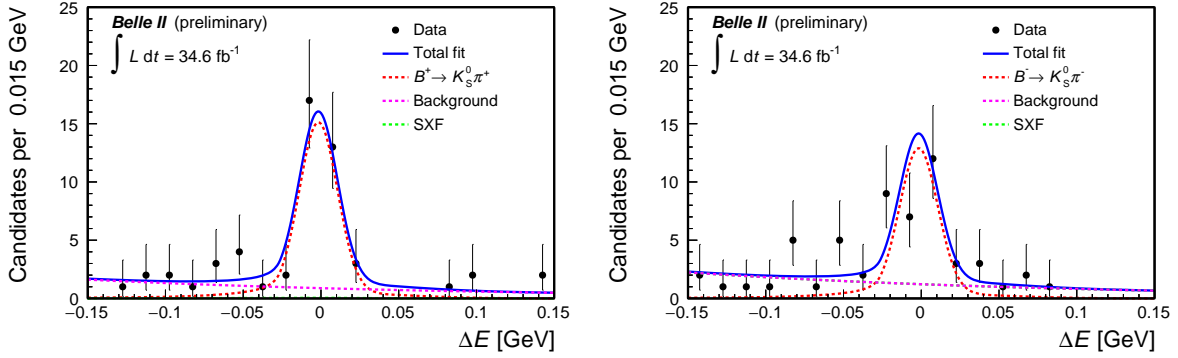 Belle II (preliminary)
∫ L dt = 34.6 fb⁻¹
Data
Total fit
B⁺→ K⁰_S π⁺
Background
SXF
Candidates per 0.015 GeV
25
20
15
10
5
0
−0.15 −0.1 −0.05 0 0.05 0.1 0.15
ΔE [GeV]
Belle II (preliminary)
∫ L dt = 34.6 fb⁻¹
Data
Total fit
B⁻→ K⁰_S π⁻
Background
SXF
Candidates per 0.015 GeV
25
20
15
10
5
0
−0.15 −0.1 −0.05 0 0.05 0.1 0.15
ΔE [GeV]